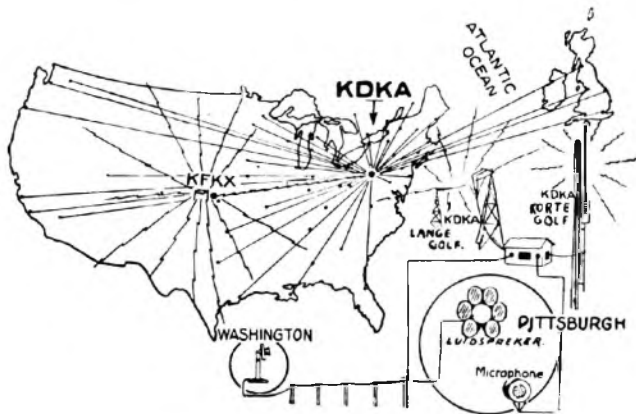 ATLANTIC
OCEAN
KDKA
KFKX
KDKA
LANGE
GOLF.
KDKA
KORTE
GOLF
WASHINGTON
PITTSBURGH
LUIDSPREKER.
Microphone